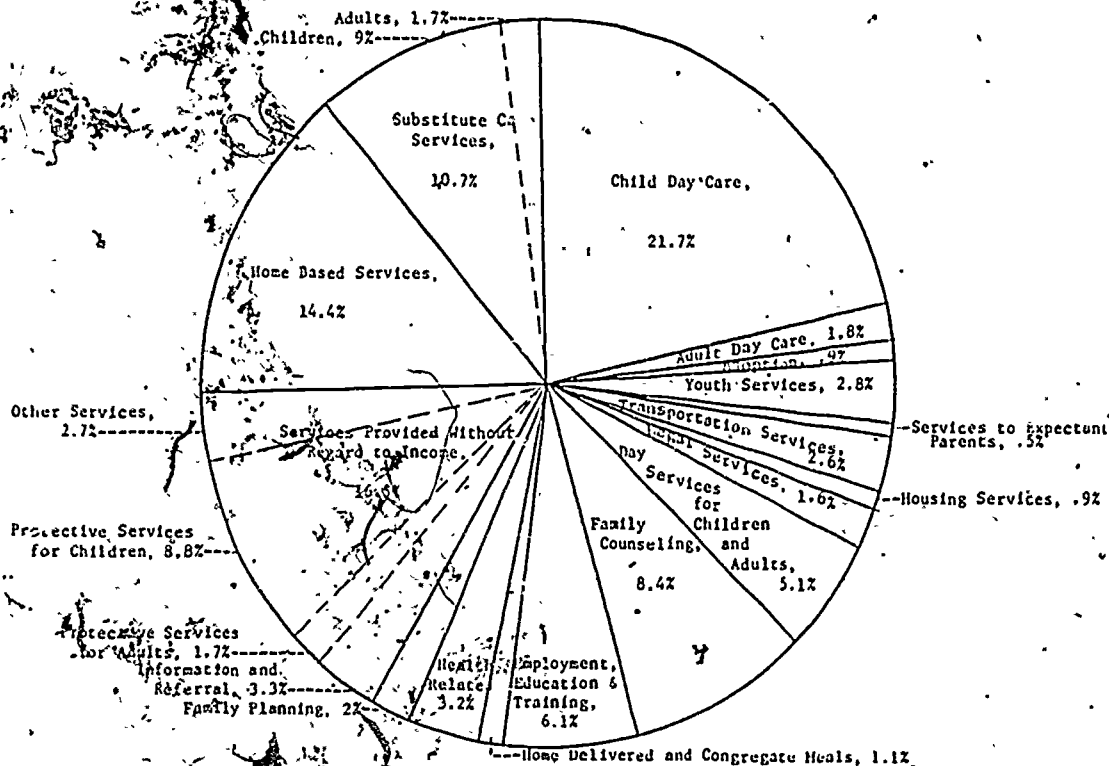 Adults, 1.7%
Children, 9%
Substitute
Services,
10.7%
Child Day Care,
21.7%
Home Based Services,
14.4%
Adult Day Care, 1.8%
Adoption, .9%
Youth Services, 2.8%
Services to Expectant
Parents, .5%
Transportation Services,
2.6%
Legal Services, 1.6%
Housing Services, .9%
Day
Services
for
Children
and
Adults,
5.1%
Family
Counseling,
8.4%
Other Services,
2.7%
Services Provided Without
Regard to Income,
Protective Services
for Children, 8.8%
Protective Services
for Adults, 1.7%
Information and
Referral, 3.3%
Family Planning, 2%
Health
Relate
3.2%
Employment,
Education &
Training,
6.1%
Home Delivered and Congregate Meals, 1.1%